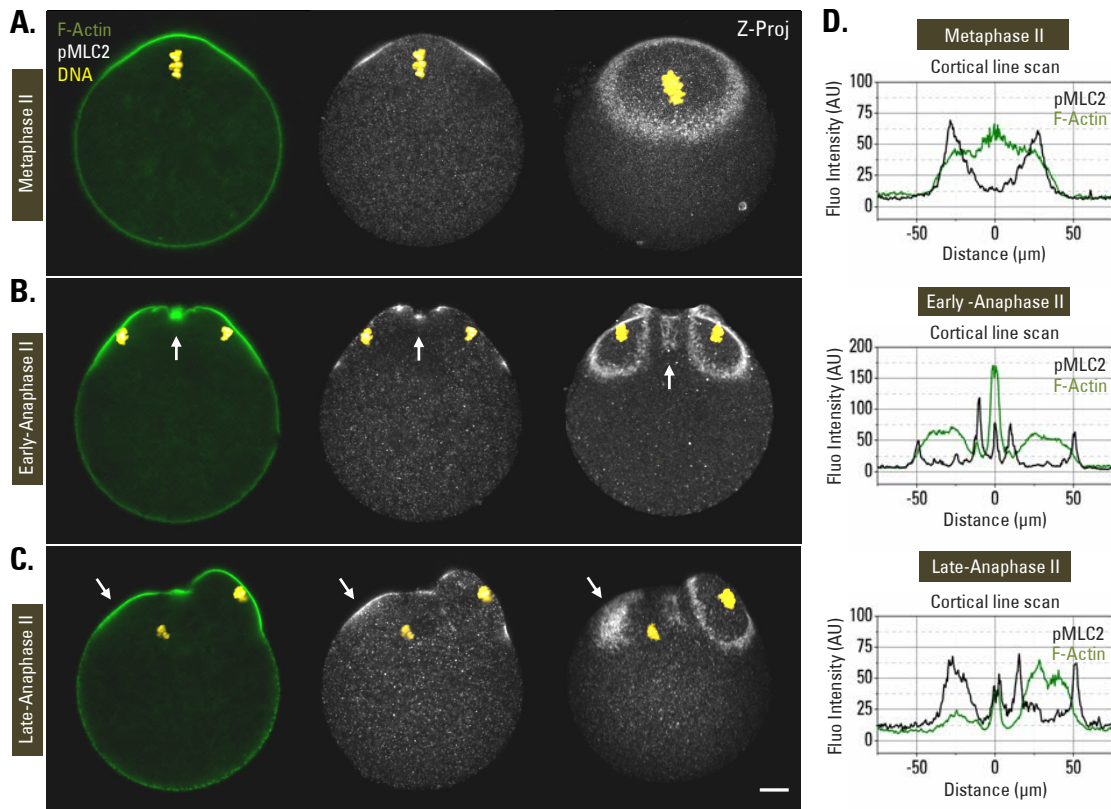 A.
F-Actin
pMLC2
DNA
Z-Proj
Metaphase II
B.
Early-Anaphase II
C.
Late-Anaphase II
D.
Metaphase II
Cortical line scan
Fluo Intensity (AU)
100
75
50
25
0
pMLC2
F-Actin
-50
0
50
Distance (µm)
Early -Anaphase II
Cortical line scan
Fluo Intensity (AU)
200
150
100
50
0
pMLC2
F-Actin
-50
0
50
Distance (µm)
Late-Anaphase II
Cortical line scan
Fluo Intensity (AU)
100
75
50
25
0
pMLC2
F-Actin
-50
0
50
Distance (µm)